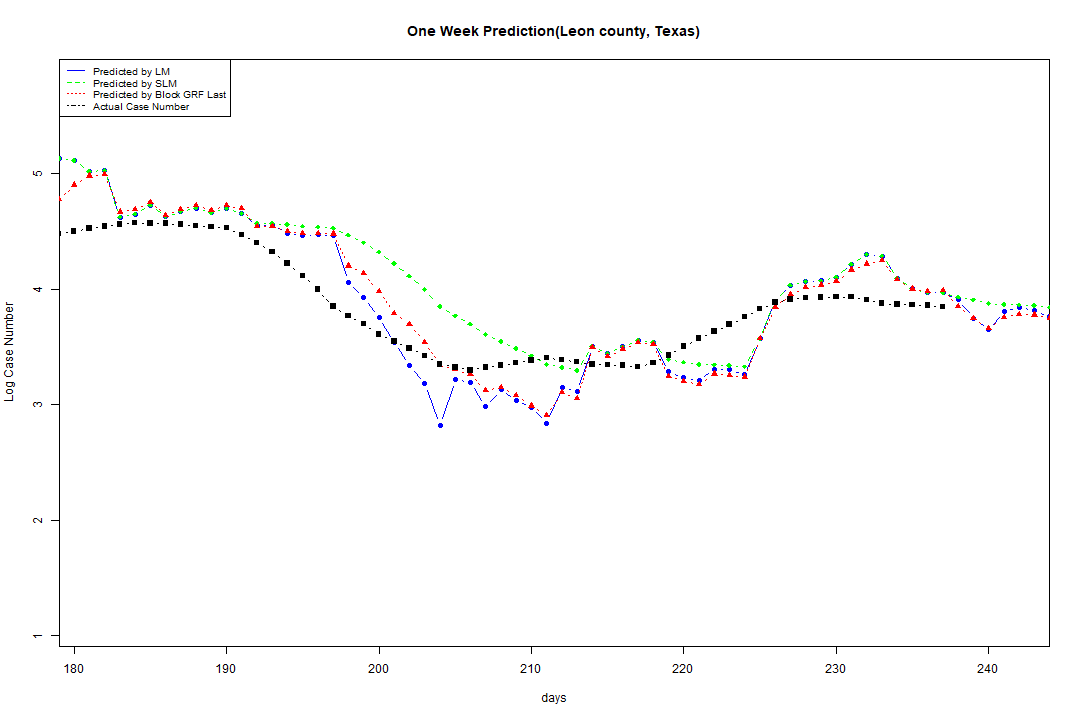 One Week Prediction(Leon county, Texas)
Predicted by LM
Predicted by SLM
Predicted by Block GRF Last
Actual Case Number
5
4
3
2
1
Log Case Number
180 190 200 210 220 230 240
days